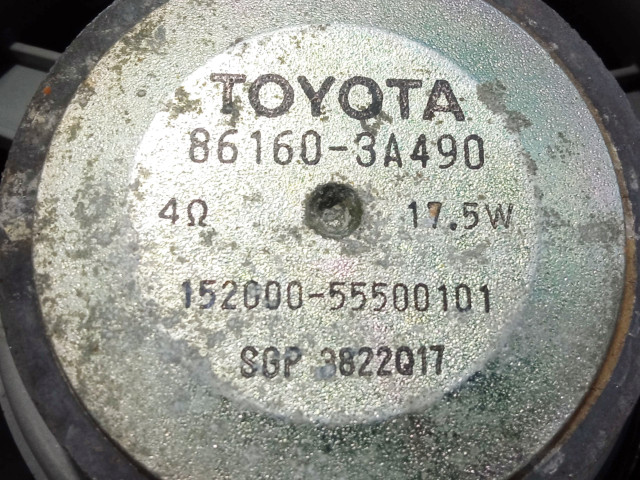 TOYOTA
86160-3A490
4Ω 17.5W
152000-55500101
SGP 3822Q17